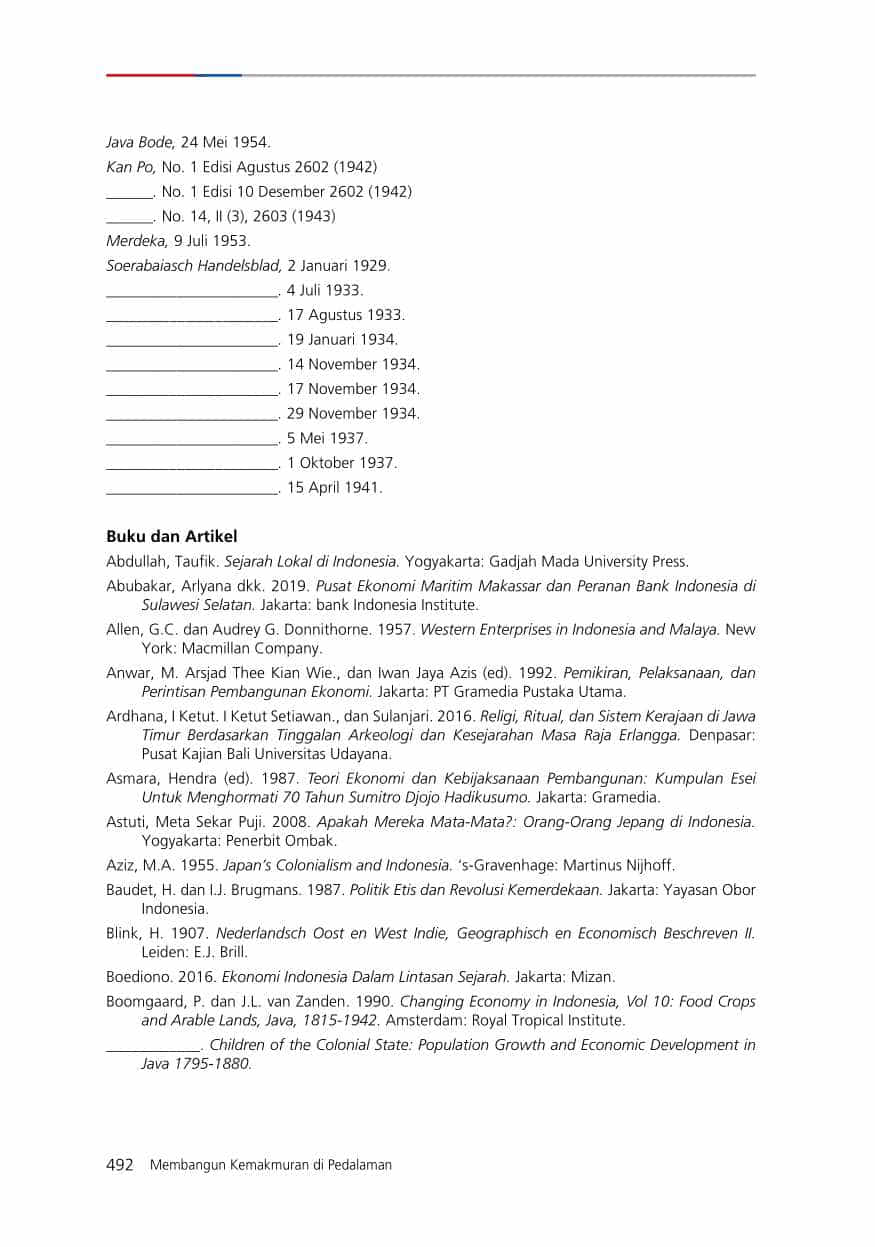 Java Bode, 24 Mei 1954.
Kan Po, No. 1 Edisi Agustus 2602 (1942)
______. No. 1 Edisi 10 Desember 2602 (1942)
______. No. 14, II (3), 2603 (1943)
Merdeka, 9 Juli 1953.
Soerabaiasch Handelsblad, 2 Januari 1929.
______________________. 4 Juli 1933.
______________________. 17 Agustus 1933.
______________________. 19 Januari 1934.
______________________. 14 November 1934.
______________________. 17 November 1934.
______________________. 29 November 1934.
______________________. 5 Mei 1937.
______________________. 1 Oktober 1937.
______________________. 15 April 1941.
Buku dan Artikel
Abdullah, Taufik. Sejarah Lokal di Indonesia. Yogyakarta: Gadjah Mada University Press.
Abubakar, Arlyana dkk. 2019. Pusat Ekonomi Maritim Makassar dan Peranan Bank Indonesia di
Sulawesi Selatan. Jakarta: bank Indonesia Institute.
Allen, G.C. dan Audrey G. Donnithorne. 1957. Western Enterprises in Indonesia and Malaya. New
York: Macmillan Company.
Anwar, M. Arsjad Thee Kian Wie., dan Iwan Jaya Azis (ed). 1992. Pemikiran, Pelaksanaan, dan
Perintisan Pembangunan Ekonomi. Jakarta: PT Gramedia Pustaka Utama.
Ardhana, I Ketut. I Ketut Setiawan., dan Sulanjari. 2016. Religi, Ritual, dan Sistem Kerajaan di Jawa
Timur Berdasarkan Tinggalan Arkeologi dan Kesejarahan Masa Raja Erlangga. Denpasar:
Pusat Kajian Bali Universitas Udayana.
Asmara, Hendra (ed). 1987. Teori Ekonomi dan Kebijaksanaan Pembangunan: Kumpulan Esei
Untuk Menghormati 70 Tahun Sumitro Djojo Hadikusumo. Jakarta: Gramedia.
Astuti, Meta Sekar Puji. 2008. Apakah Mereka Mata-Mata?: Orang-Orang Jepang di Indonesia.
Yogyakarta: Penerbit Ombak.
Aziz, M.A. 1955. Japan's Colonialism and Indonesia. 's-Gravenhage: Martinus Nijhoff.
Baudet, H. dan I.J. Brugmans. 1987. Politik Etis dan Revolusi Kemerdekaan. Jakarta: Yayasan Obor
Indonesia.
Blink, H. 1907. Nederlandsch Oost en West Indie, Geographisch en Economisch Beschreven II.
Leiden: E.J. Brill.
Boediono. 2016. Ekonomi Indonesia Dalam Lintasan Sejarah. Jakarta: Mizan.
Boomgaard, P. dan J.L. van Zanden. 1990. Changing Economy in Indonesia, Vol 10: Food Crops
and Arable Lands, Java, 1815-1942. Amsterdam: Royal Tropical Institute.
____________. Children of the Colonial State: Population Growth and Economic Development in
Java 1795-1880.
492 Membangun Kemakmuran di Pedalaman